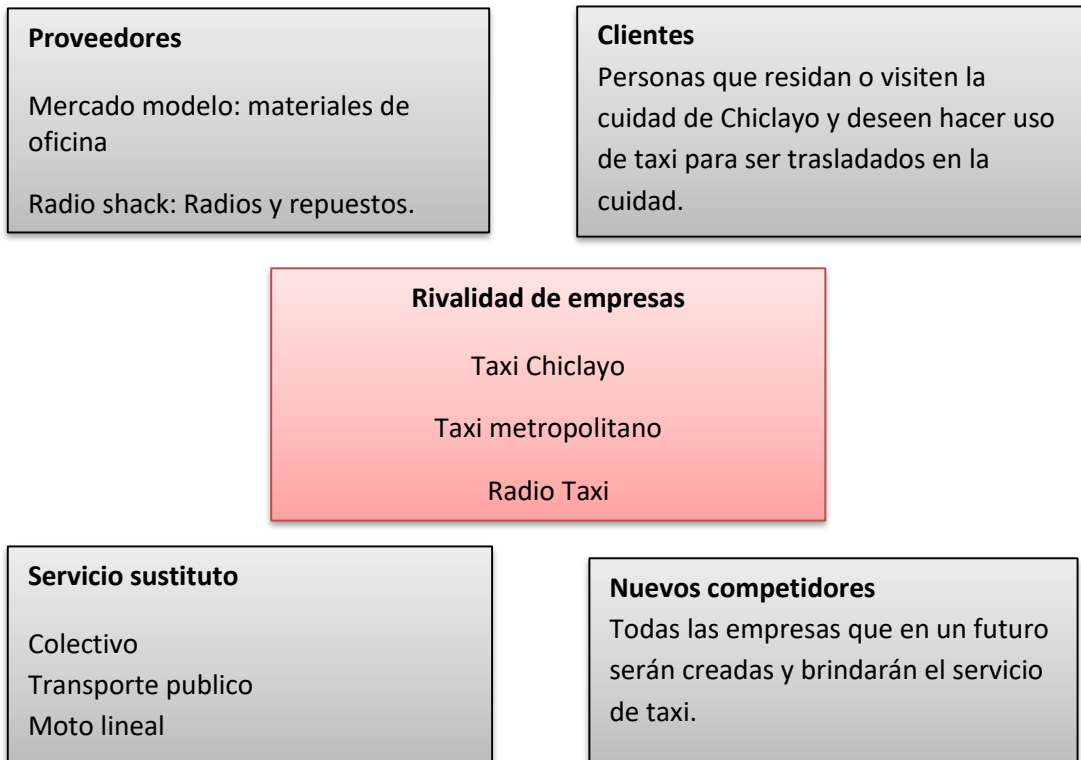 Proveedores
Mercado modelo: materiales de
oficina
Radio shack: Radios y repuestos.
Clientes
Personas que residan o visiten la
cuidad de Chiclayo y deseen hacer uso
de taxi para ser trasladados en la
cuidad.
Rivalidad de empresas
Taxi Chiclayo
Taxi metropolitano
Radio Taxi
Servicio sustituto
Colectivo
Transporte publico
Moto lineal
Nuevos competidores
Todas las empresas que en un futuro
serán creadas y brindarán el servicio
de taxi.